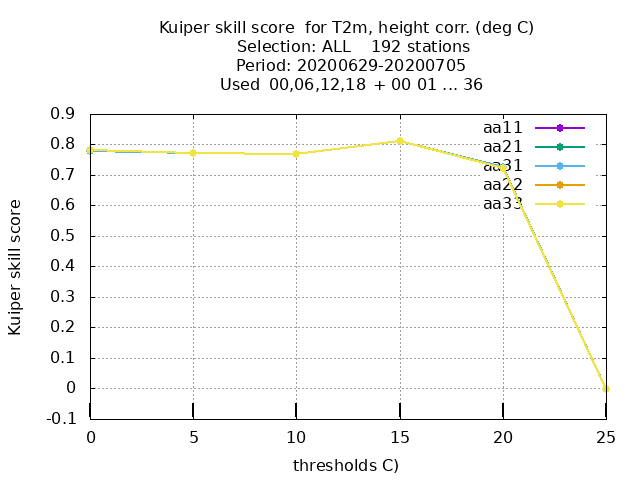 Kuiper skill score  for T2m, height corr. (deg C)
Selection: ALL    192 stations
Period: 20200629-20200705
Used  00,06,12,18  + 00 01 ... 36
0.9
0.8
0.7
0.6
0.5
0.4
0.3
0.2
0.1
0
-0.1
Kuiper skill score
aa11
aa21
aa31
aa22
aa33
0 5 10 15 20 25
thresholds C)